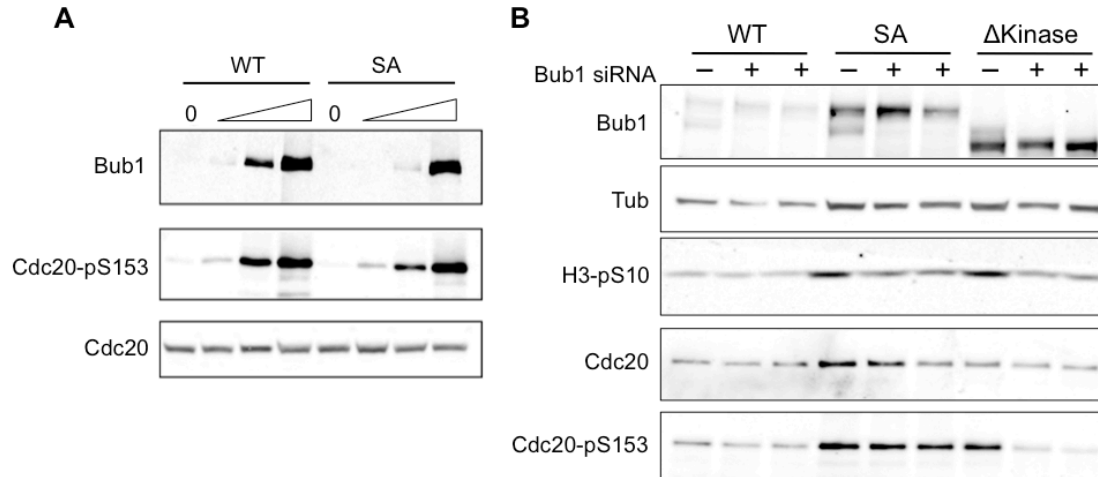 A
WT SA
0 0
Bub1
Cdc20-pS153
Cdc20
B
WT SA ΔKinase
Bub1 siRNA – + + – + + – + +
Bub1
Tub
H3-pS10
Cdc20
Cdc20-pS153